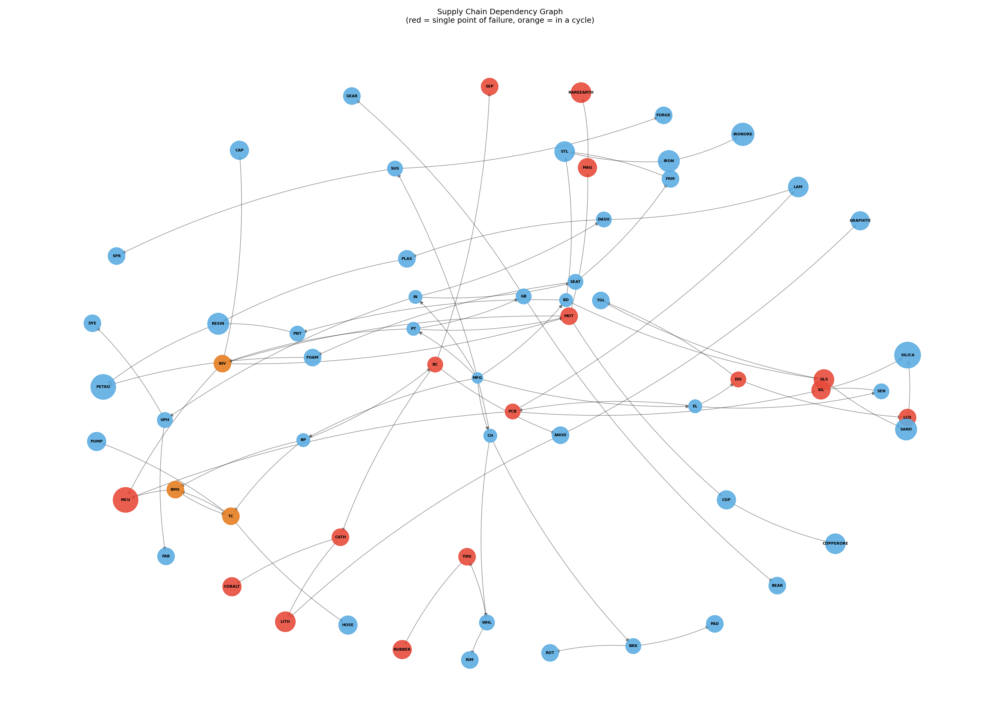 Supply Chain Dependency Graph
(red = single point of failure, orange = in a cycle)
SEP
RAREEARTH
GEAR
FORGE
IRONORE
CAP
STL
IRON
MAG
SUS
FRM
LAM
DASH
GRAPHITE
SPR
PLAS
SEAT
IN
GB
BD
TGL
MOT
DYE
RESIN
PT
PNT
SILICA
FOAM
INV
BC
MFG
DIS
GLS
PETRO
SIL
SEN
EL
PCB
LCD
UPH
SAND
ANOD
CH
BP
PUMP
BMS
MCU
COP
TC
CATH
COPPERORE
FAB
TIRE
BEAR
COBALT
LITH
WHL
PAD
HOSE
BRK
RUBBER
ROT
RIM